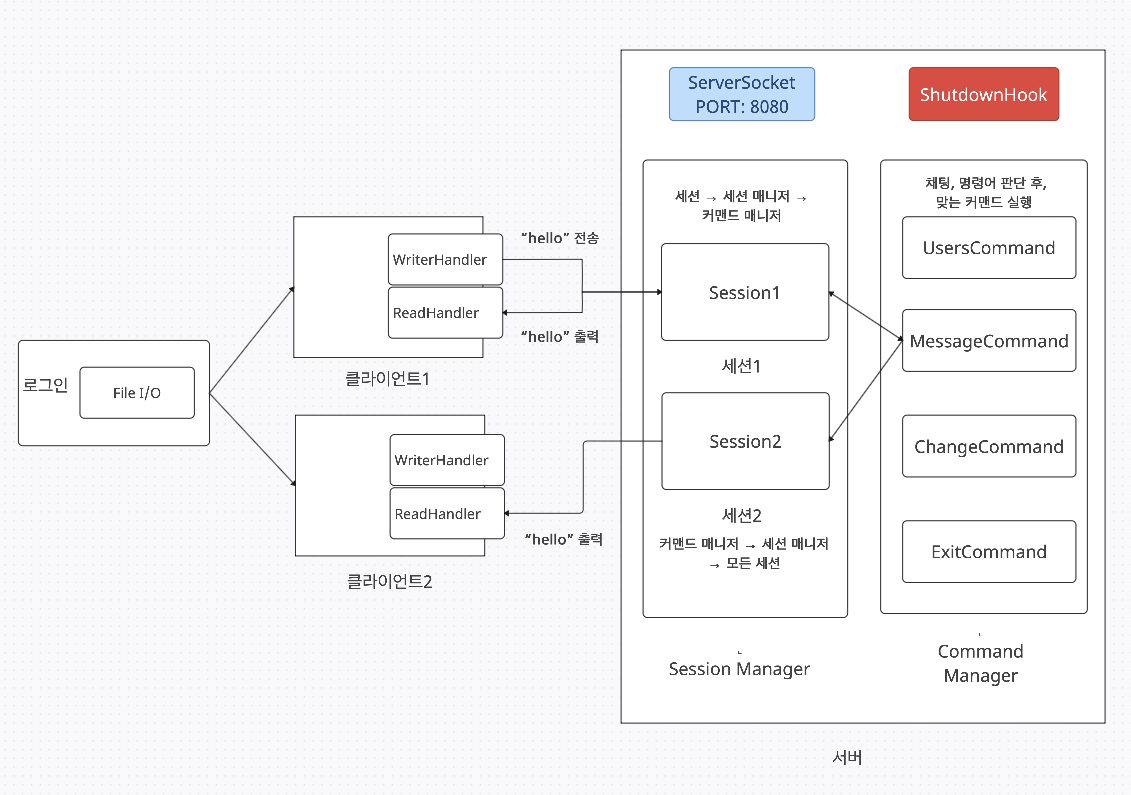 로그인
File I/O
WriterHandler
ReadHandler
클라이언트1
“hello” 전송
“hello” 출력
WriterHandler
ReadHandler
클라이언트2
“hello” 출력
ServerSocket
PORT: 8080
ShutdownHook
세션 → 세션 매니저 →
커맨드 매니저
Session1
세션1
Session2
세션2
커맨드 매니저 → 세션 매니저
→ 모든 세션
Session Manager
채팅, 명령어 판단 후,
맞는 커맨드 실행
UsersCommand
MessageCommand
ChangeCommand
ExitCommand
Command
Manager
서버